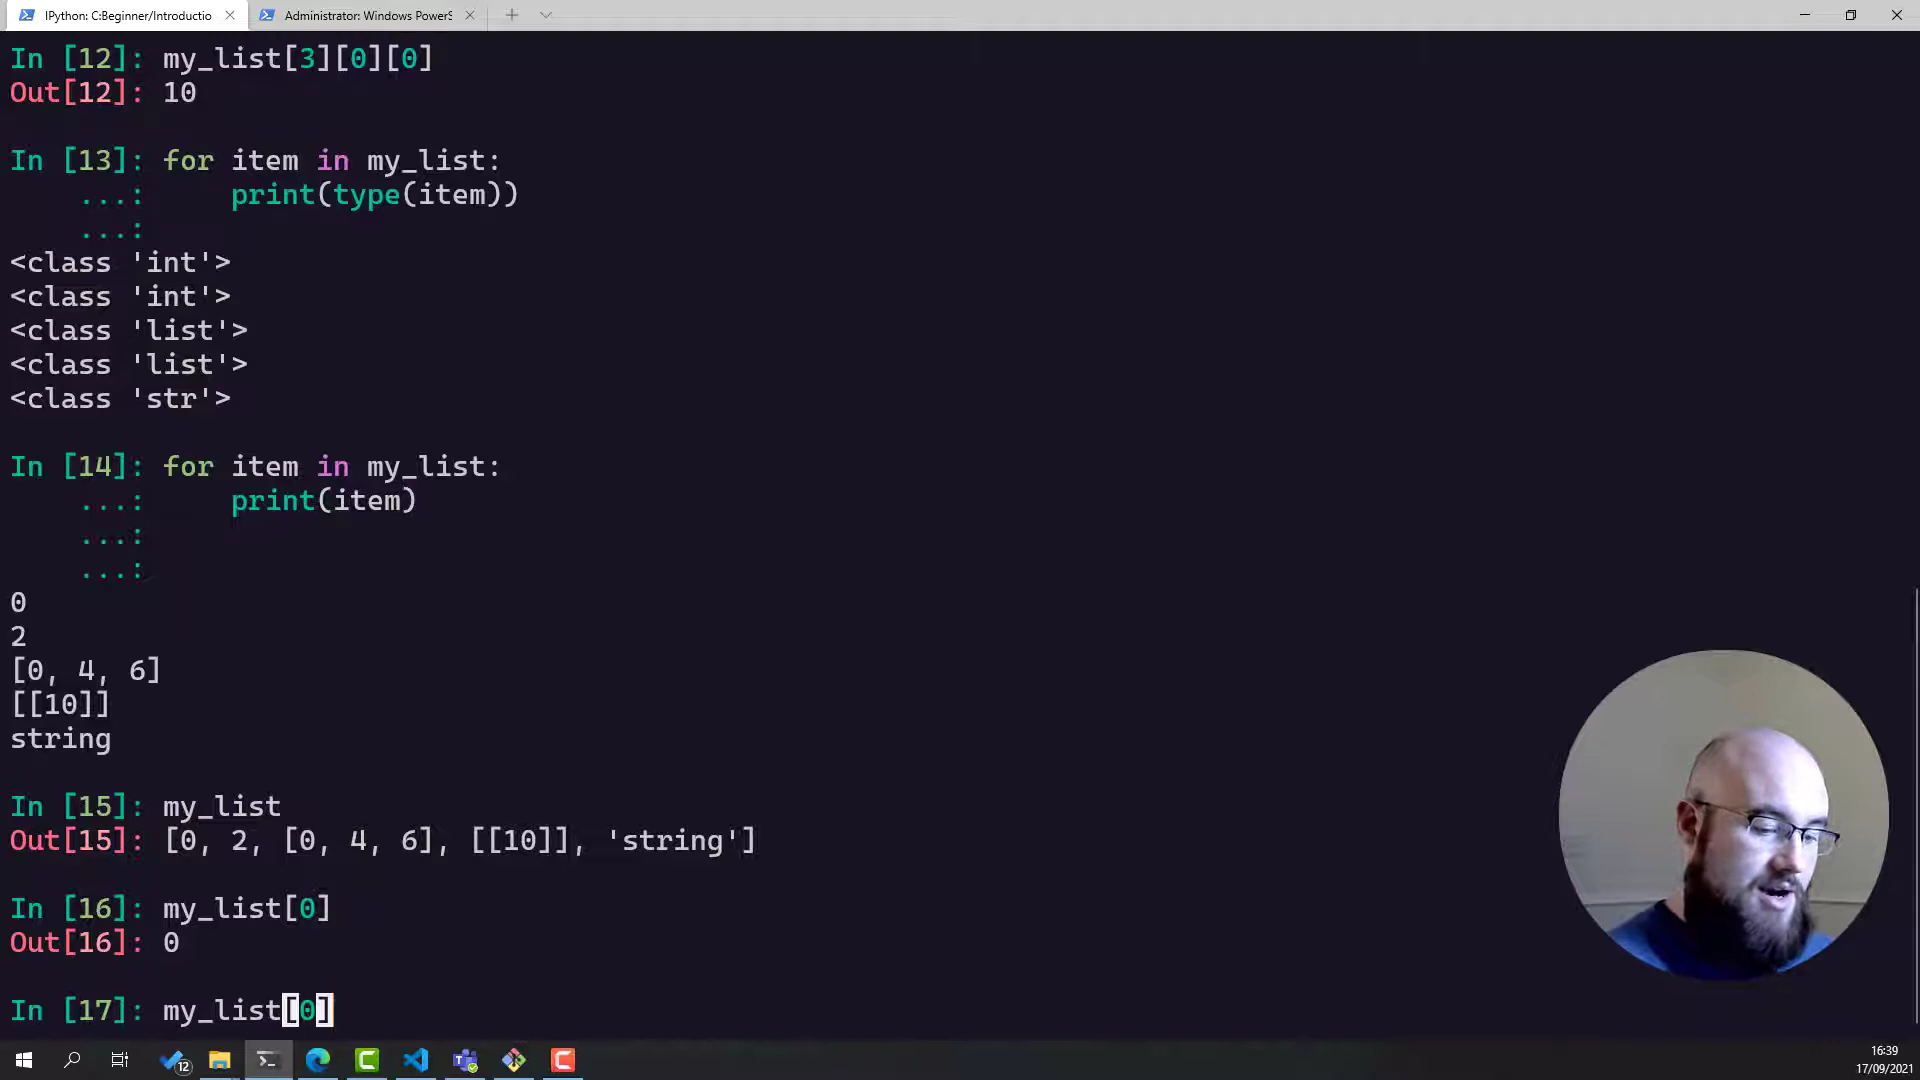 IPython: C:Beginner/Introductio
Administrator: Windows PowerS
In [12]: my_list[3][0][0]
Out[12]: 10
In [13]: for item in my_list:
...: print(type(item))
...:
<class 'int'>
<class 'int'>
<class 'list'>
<class 'list'>
<class 'str'>
In [14]: for item in my_list:
...: print(item)
...:
...:
0
2
[0, 4, 6]
[[10]]
string
In [15]: my_list
Out[15]: [0, 2, [0, 4, 6], [[10]], 'string']
In [16]: my_list[0]
Out[16]: 0
In [17]: my_list[0]
12
16:39
17/09/2021